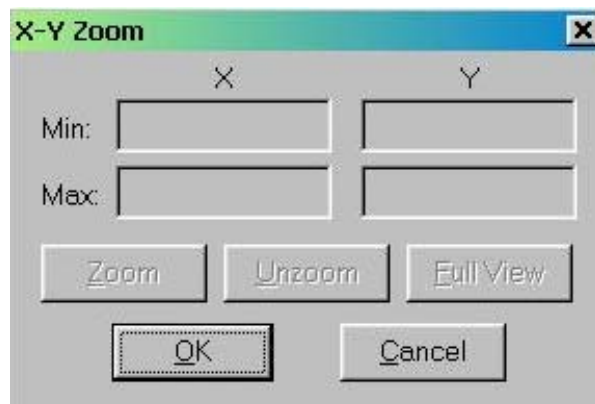 X-Y Zoom
X Y
Min:
Max:
Zoom Unzoom Full View
OK Cancel